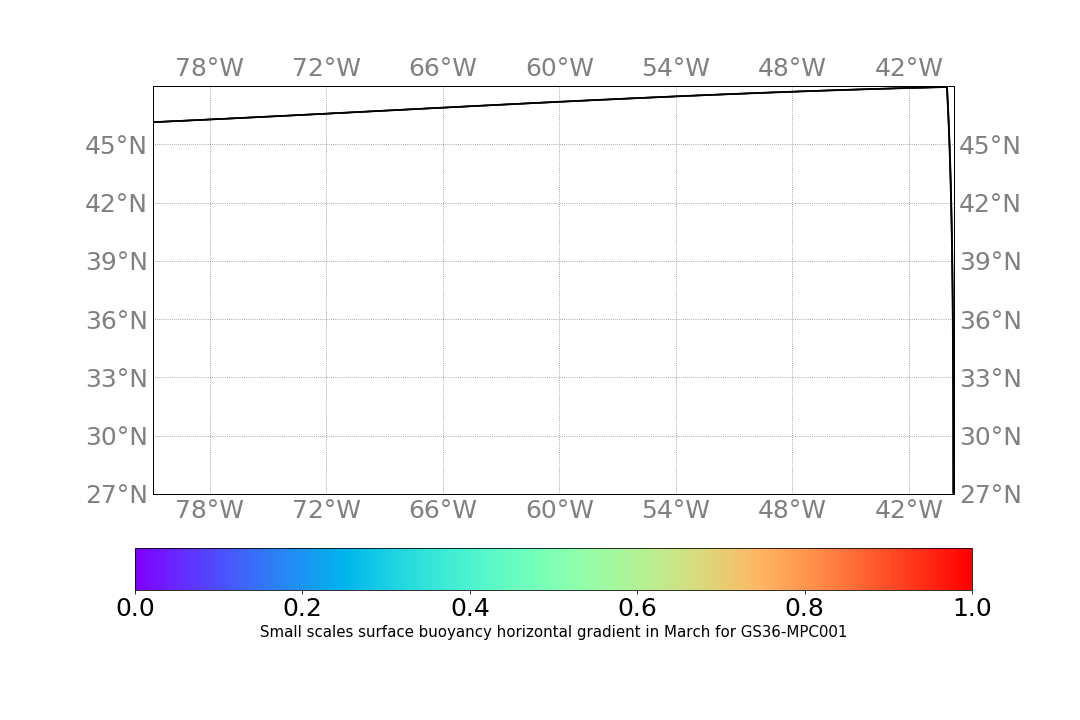 78°W 72°W 66°W 60°W 54°W 48°W 42°W
45°N 45°N
42°N 42°N
39°N 39°N
36°N 36°N
33°N 33°N
30°N 30°N
27°N 27°N
78°W 72°W 66°W 60°W 54°W 48°W 42°W
0.0 0.2 0.4 0.6 0.8 1.0
Small scales surface buoyancy horizontal gradient in March for GS36-MPC001